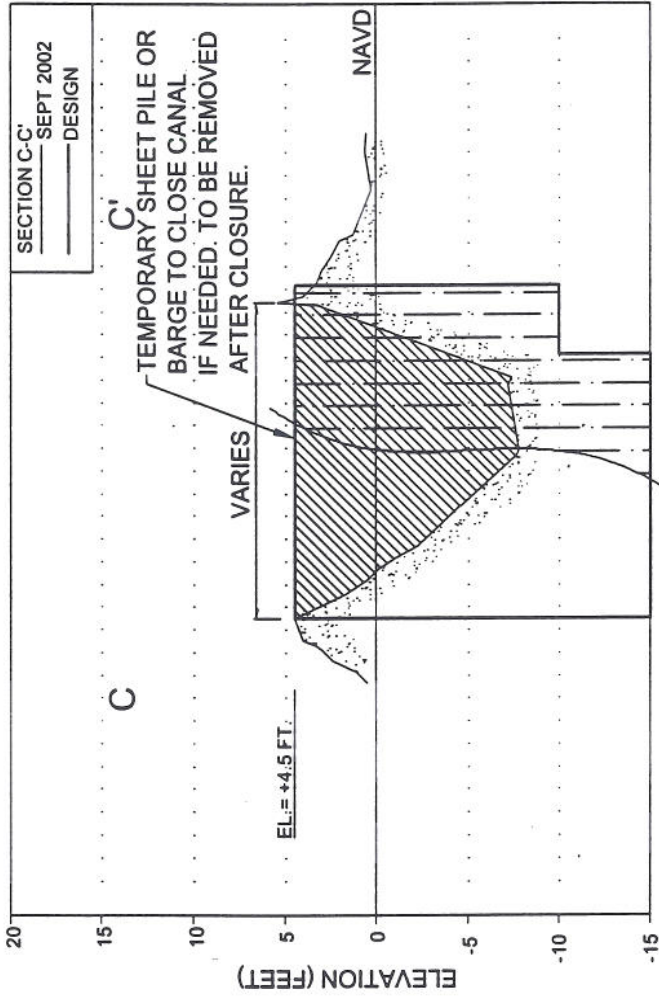 SECTION C-C'
SEPT 2002
DESIGN
C
C'
TEMPORARY SHEET PILE OR
BARGE TO CLOSE CANAL
IF NEEDED. TO BE REMOVED
AFTER CLOSURE.
VARIES
EL.= +4.5 FT.
NAVD
ELEVATION (FEET)
20
15
10
5
0
-5
-10
-15